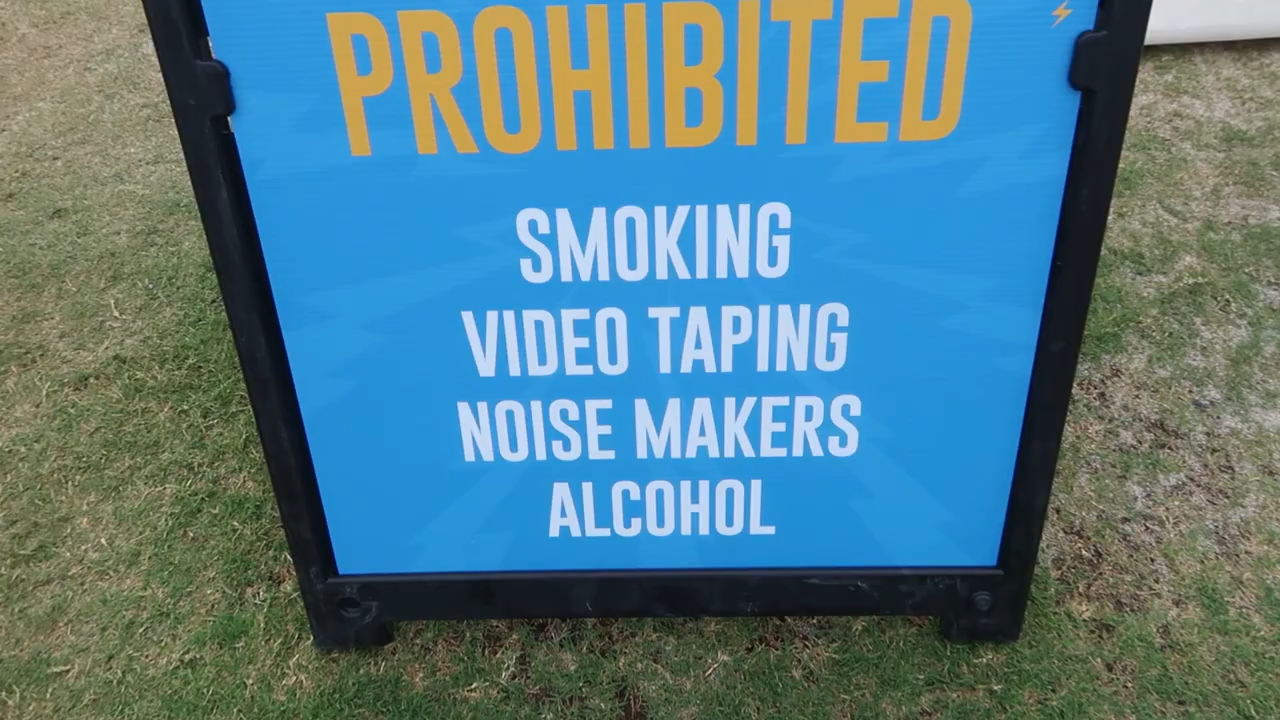 PROHIBITED
SMOKING
VIDEO TAPING
NOISE MAKERS
ALCOHOL